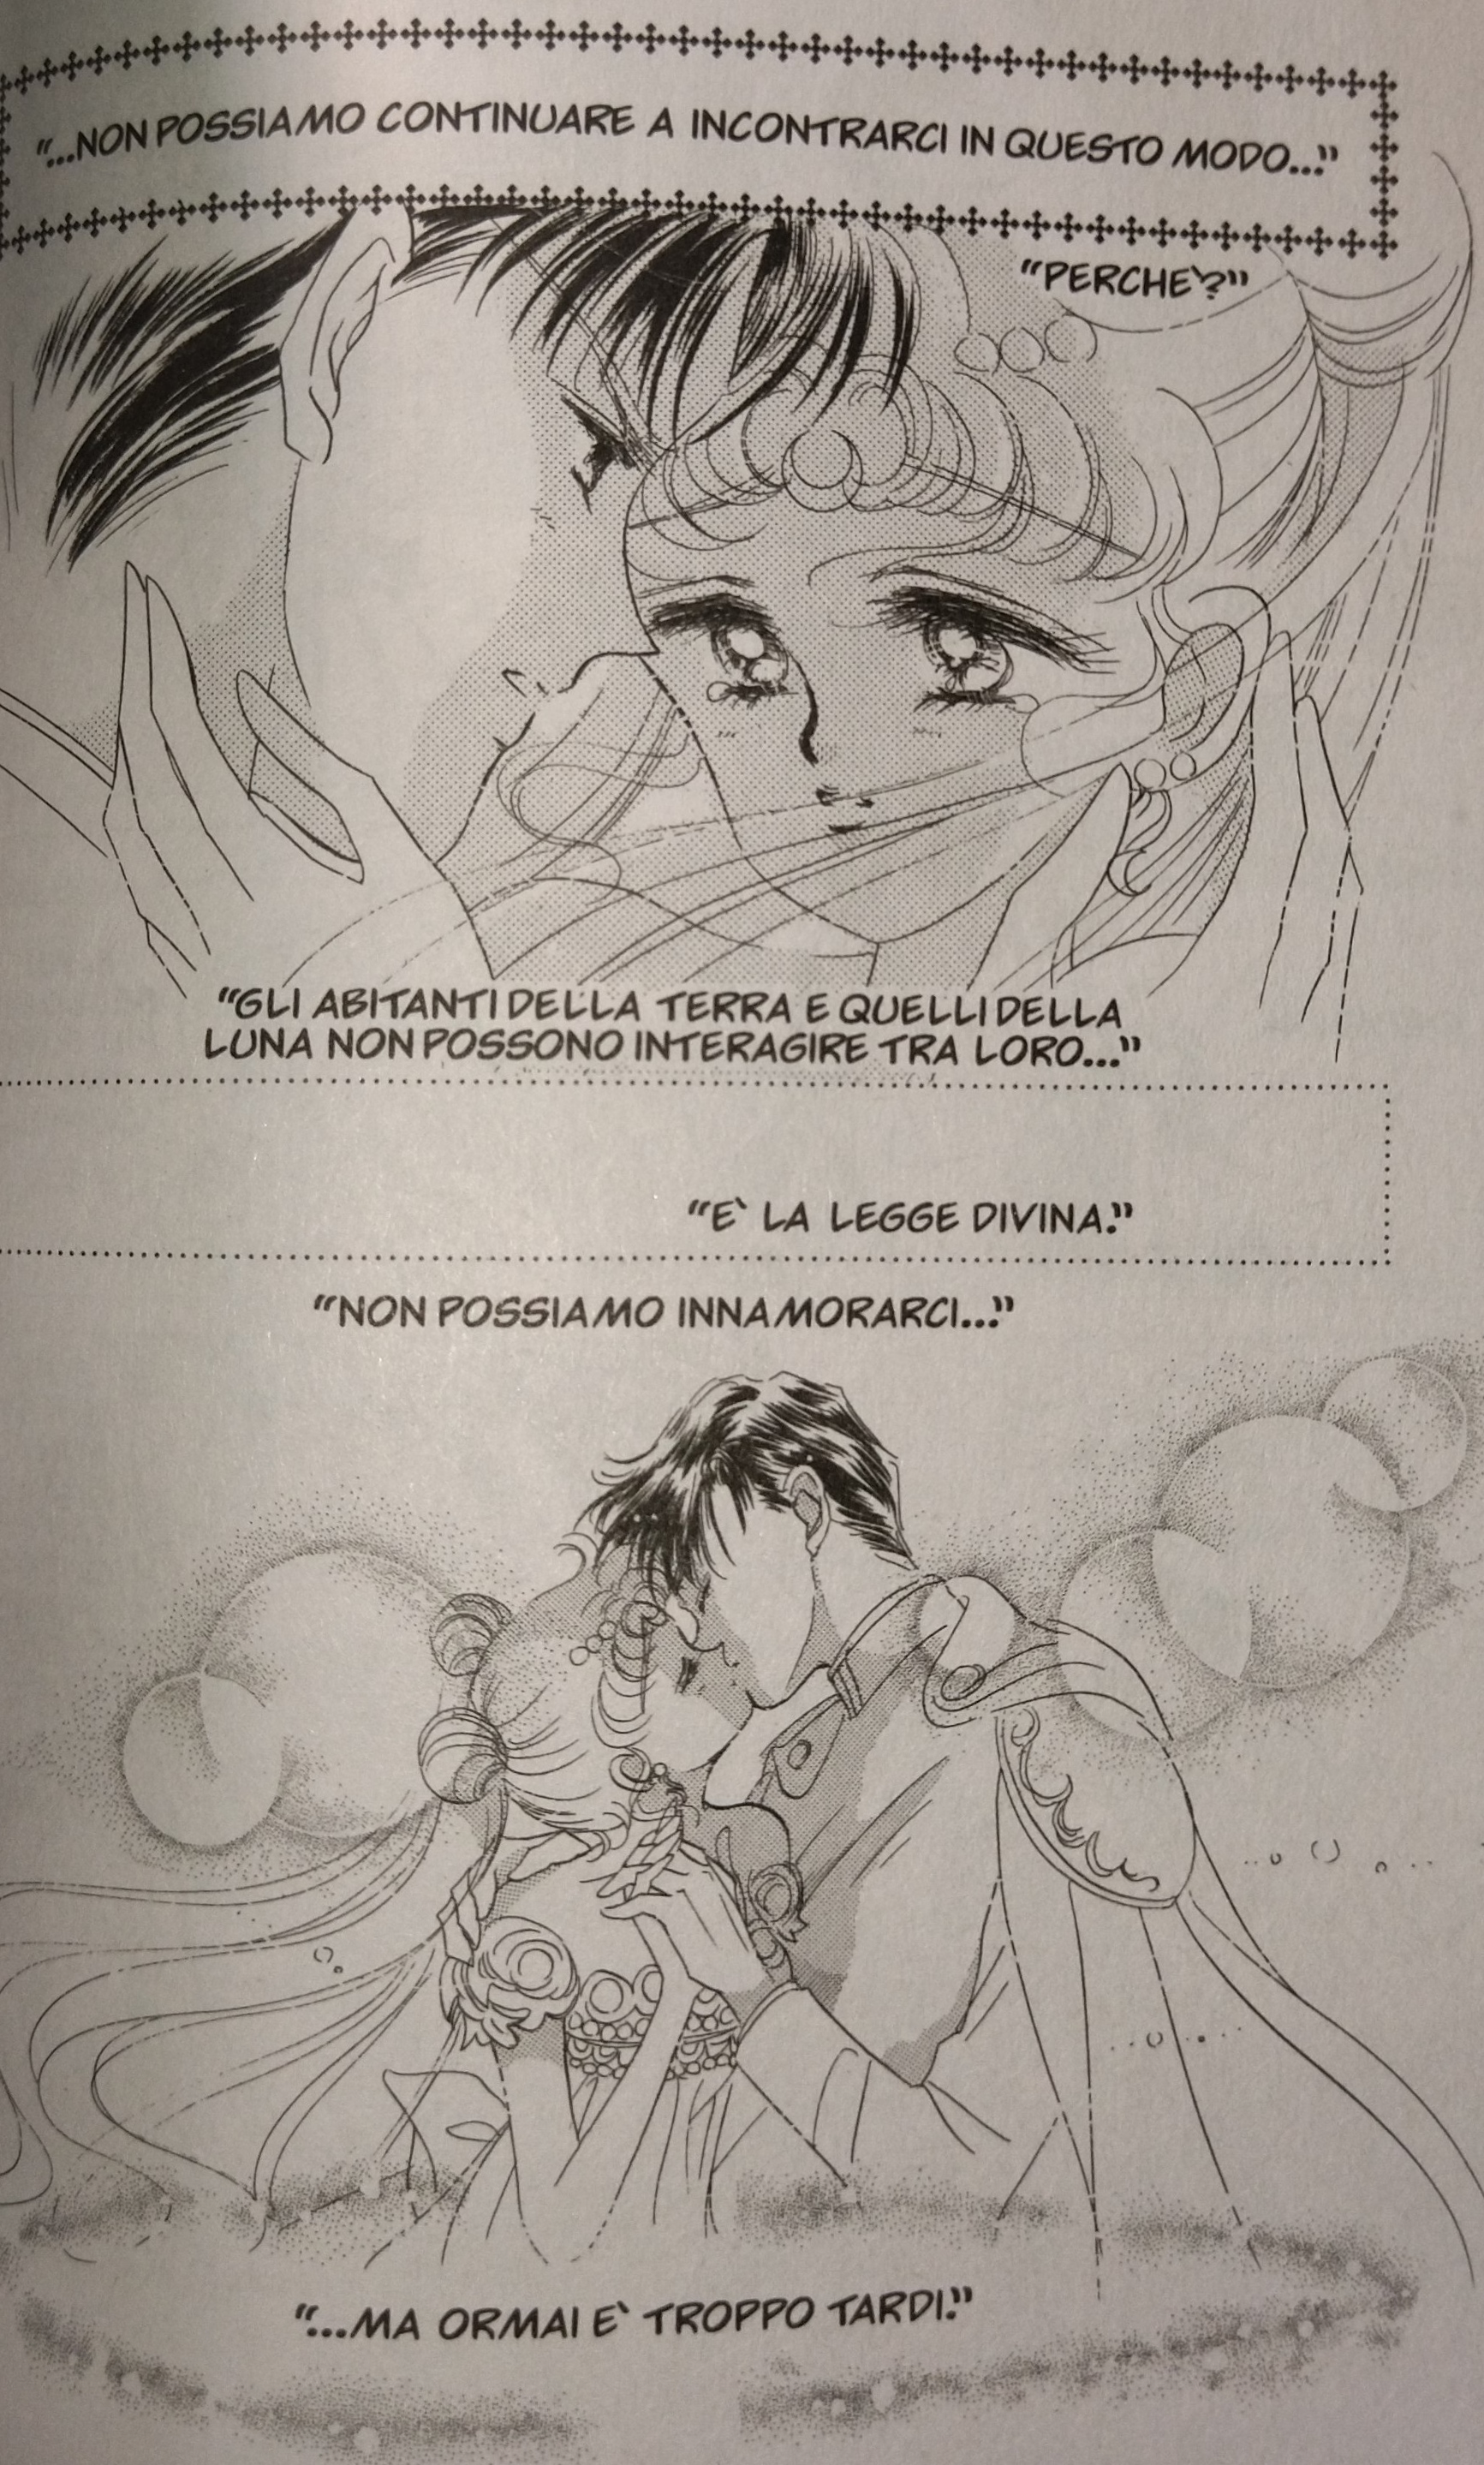 "...NON POSSIAMO CONTINUARE A INCONTRARCI IN QUESTO MODO..."
"PERCHE'?"
"GLI ABITANTI DELLA TERRA E QUELLI DELLA
LUNA NON POSSONO INTERAGIRE TRA LORO..."
"E` LA LEGGE DIVINA."
"NON POSSIAMO INNAMORARCI..."
"...MA ORMAI E` TROPPO TARDI."